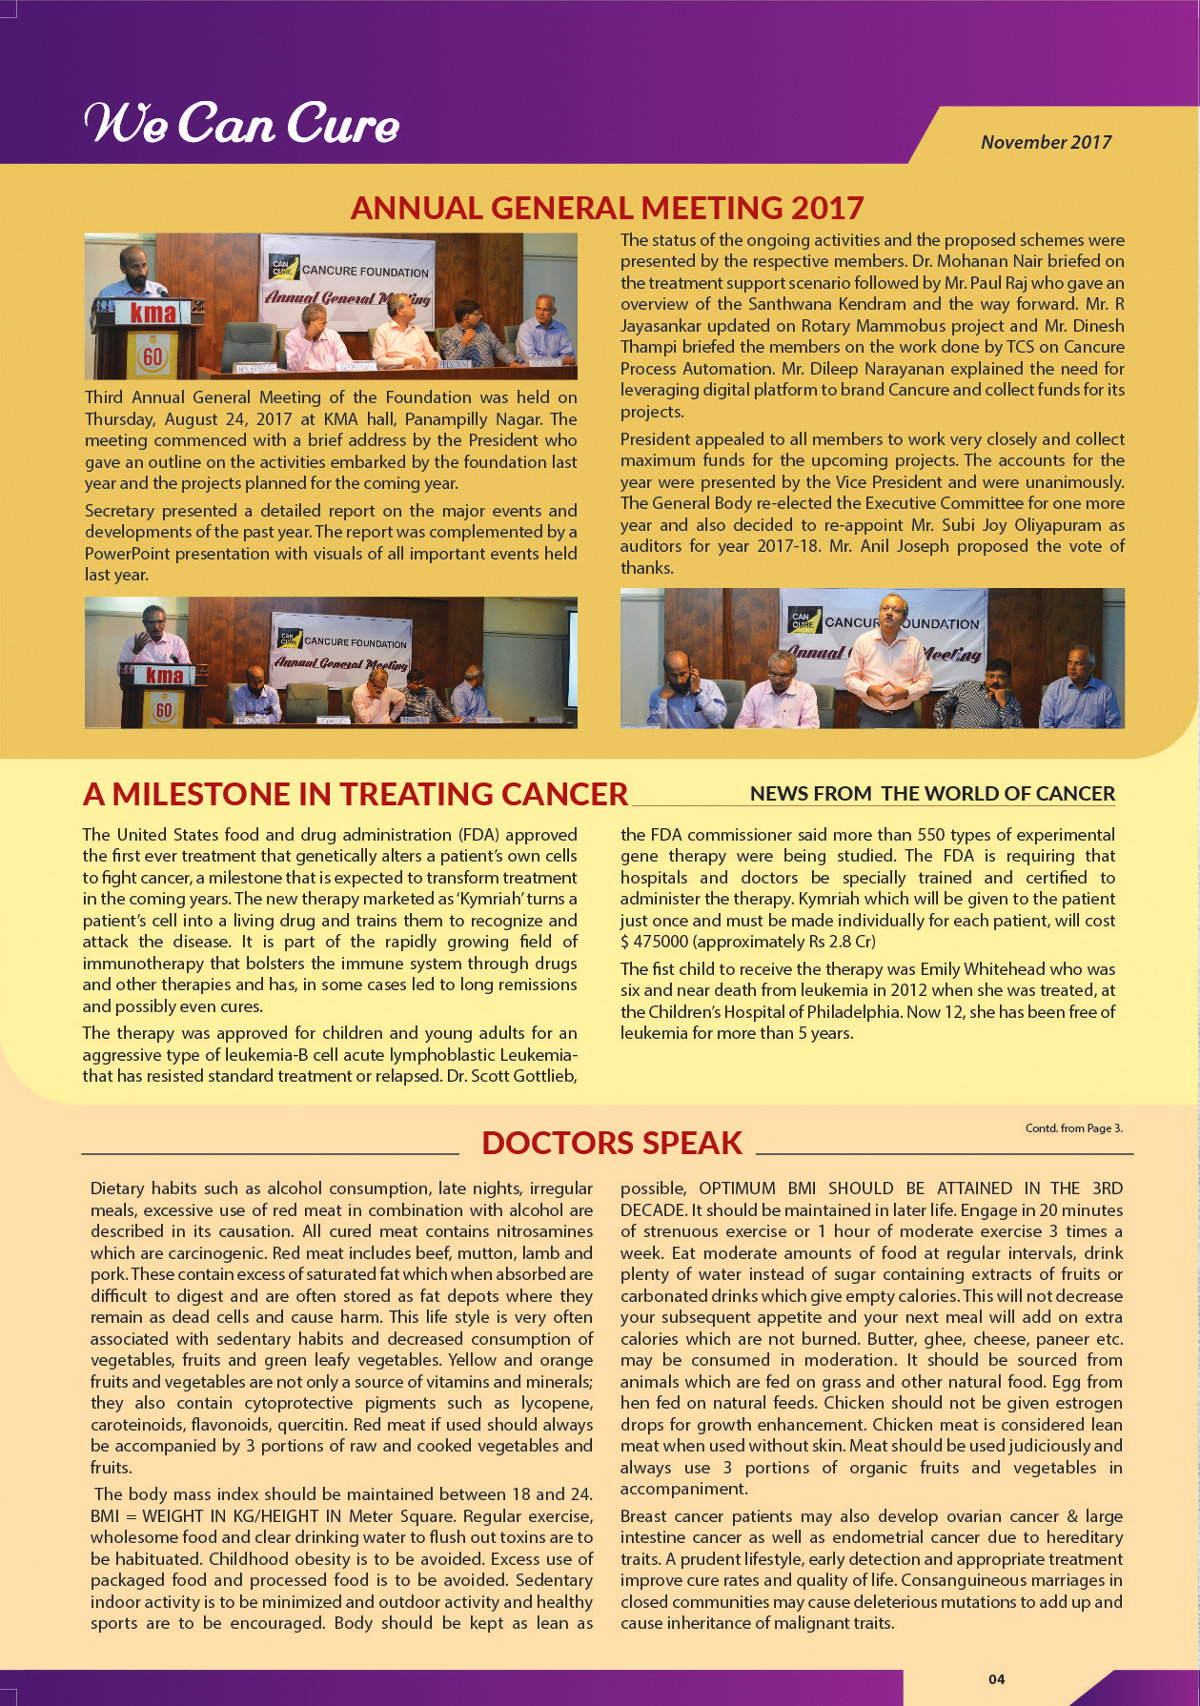 We Can Cure
November 2017
ANNUAL GENERAL MEETING 2017
CAN
CURE
CANCURE FOUNDATION
Annual General Meeting
kma
60
PRESIDENT
Third Annual General Meeting of the Foundation was held on
Thursday, August 24, 2017 at KMA hall, Panampilly Nagar. The
meeting commenced with a brief address by the President who
gave an outline on the activities embarked by the foundation last
year and the projects planned for the coming year.
Secretary presented a detailed report on the major events and
developments of the past year. The report was complemented by a
PowerPoint presentation with visuals of all important events held
last year.
CAN
CURE
CANCURE FOUNDATION
Annual General Meeting
kma
60
PRESIDENT
The status of the ongoing activities and the proposed schemes were
presented by the respective members. Dr. Mohanan Nair briefed on
the treatment support scenario followed by Mr. Paul Raj who gave an
overview of the Santhwana Kendram and the way forward. Mr. R
Jayasankar updated on Rotary Mammobus project and Mr. Dinesh
Thampi briefed the members on the work done by TCS on Cancure
Process Automation. Mr. Dileep Narayanan explained the need for
leveraging digital platform to brand Cancure and collect funds for its
projects.
President appealed to all members to work very closely and collect
maximum funds for the upcoming projects. The accounts for the
year were presented by the Vice President and were unanimously.
The General Body re-elected the Executive Committee for one more
year and also decided to re-appoint Mr. Subi Joy Oliyapuram as
auditors for year 2017-18. Mr. Anil Joseph proposed the vote of
thanks.
CAN
CURE
CANCUR OUNDATION
Annual Meeting
A MILESTONE IN TREATING CANCER
NEWS FROM THE WORLD OF CANCER
The United States food and drug administration (FDA) approved
the first ever treatment that genetically alters a patient's own cells
to fight cancer, a milestone that is expected to transform treatment
in the coming years. The new therapy marketed as 'Kymriah' turns a
patient's cell into a living drug and trains them to recognize and
attack the disease. It is part of the rapidly growing field of
immunotherapy that bolsters the immune system through drugs
and other therapies and has, in some cases led to long remissions
and possibly even cures.
The therapy was approved for children and young adults for an
aggressive type of leukemia-B cell acute lymphoblastic Leukemia-
that has resisted standard treatment or relapsed. Dr. Scott Gottlieb,
the FDA commissioner said more than 550 types of experimental
gene therapy were being studied. The FDA is requiring that
hospitals and doctors be specially trained and certified to
administer the therapy. Kymriah which will be given to the patient
just once and must be made individually for each patient, will cost
$ 475000 (approximately Rs 2.8 Cr)
The fist child to receive the therapy was Emily Whitehead who was
six and near death from leukemia in 2012 when she was treated, at
the Children's Hospital of Philadelphia. Now 12, she has been free of
leukemia for more than 5 years.
Contd. from Page 3.
DOCTORS SPEAK
Dietary habits such as alcohol consumption, late nights, irregular
meals, excessive use of red meat in combination with alcohol are
described in its causation. All cured meat contains nitrosamines
which are carcinogenic. Red meat includes beef, mutton, lamb and
pork. These contain excess of saturated fat which when absorbed are
difficult to digest and are often stored as fat depots where they
remain as dead cells and cause harm. This life style is very often
associated with sedentary habits and decreased consumption of
vegetables, fruits and green leafy vegetables. Yellow and orange
fruits and vegetables are not only a source of vitamins and minerals;
they also contain cytoprotective pigments such as lycopene,
caroteinoids, flavonoids, quercitin. Red meat if used should always
be accompanied by 3 portions of raw and cooked vegetables and
fruits.
The body mass index should be maintained between 18 and 24.
BMI = WEIGHT IN KG/HEIGHT IN Meter Square. Regular exercise,
wholesome food and clear drinking water to flush out toxins are to
be habituated. Childhood obesity is to be avoided. Excess use of
packaged food and processed food is to be avoided. Sedentary
indoor activity is to be minimized and outdoor activity and healthy
sports are to be encouraged. Body should be kept as lean as
possible, OPTIMUM BMI SHOULD BE ATTAINED IN THE 3RD
DECADE. It should be maintained in later life. Engage in 20 minutes
of strenuous exercise or 1 hour of moderate exercise 3 times a
week. Eat moderate amounts of food at regular intervals, drink
plenty of water instead of sugar containing extracts of fruits or
carbonated drinks which give empty calories. This will not decrease
your subsequent appetite and your next meal will add on extra
calories which are not burned. Butter, ghee, cheese, paneer etc.
may be consumed in moderation. It should be sourced from
animals which are fed on grass and other natural food. Egg from
hen fed on natural feeds. Chicken should not be given estrogen
drops for growth enhancement. Chicken meat is considered lean
meat when used without skin. Meat should be used judiciously and
always use 3 portions of organic fruits and vegetables in
accompaniment.
Breast cancer patients may also develop ovarian cancer & large
intestine cancer as well as endometrial cancer due to hereditary
traits. A prudent lifestyle, early detection and appropriate treatment
improve cure rates and quality of life. Consanguineous marriages in
closed communities may cause deleterious mutations to add up and
cause inheritance of malignant traits.
04